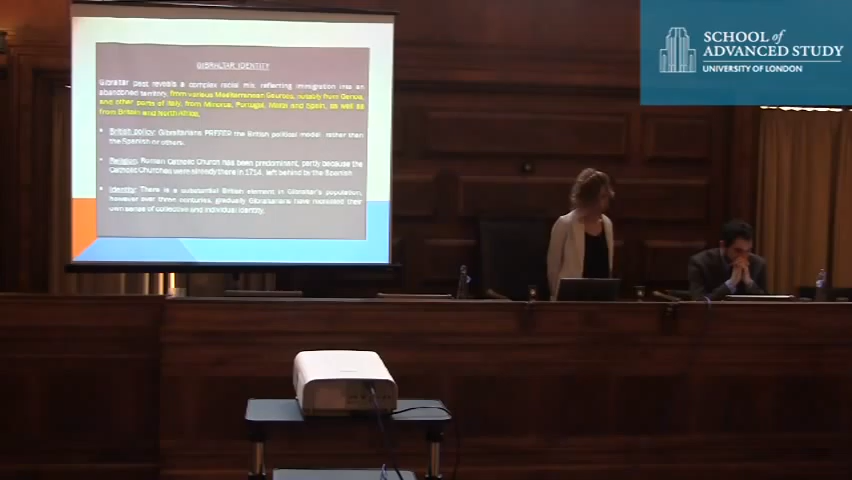 SCHOOL of
ADVANCED STUDY
UNIVERSITY OF LONDON
GIBRALTAR IDENTITY
Gibraltar past reveals a complex racial mix, reflecting immigration into an
abandoned territory, from various Mediterranean Sources, notably from Genoa,
and other parts of Italy, from Minorca, Portugal, Malta and Spain, as well as
from Britain and North Africa.
• British policy: Gibraltarians PREFER the British political model, rather than
the Spanish or others.
• Religion: Roman Catholic Church has been predominant, partly because the
Catholic Churches were already there in 1714, left behind by the Spanish
• Identity: There is a substantial British element in Gibraltar's population,
however over three centuries, gradually Gibraltarians have moulded their
own sense of collective and individual identity.